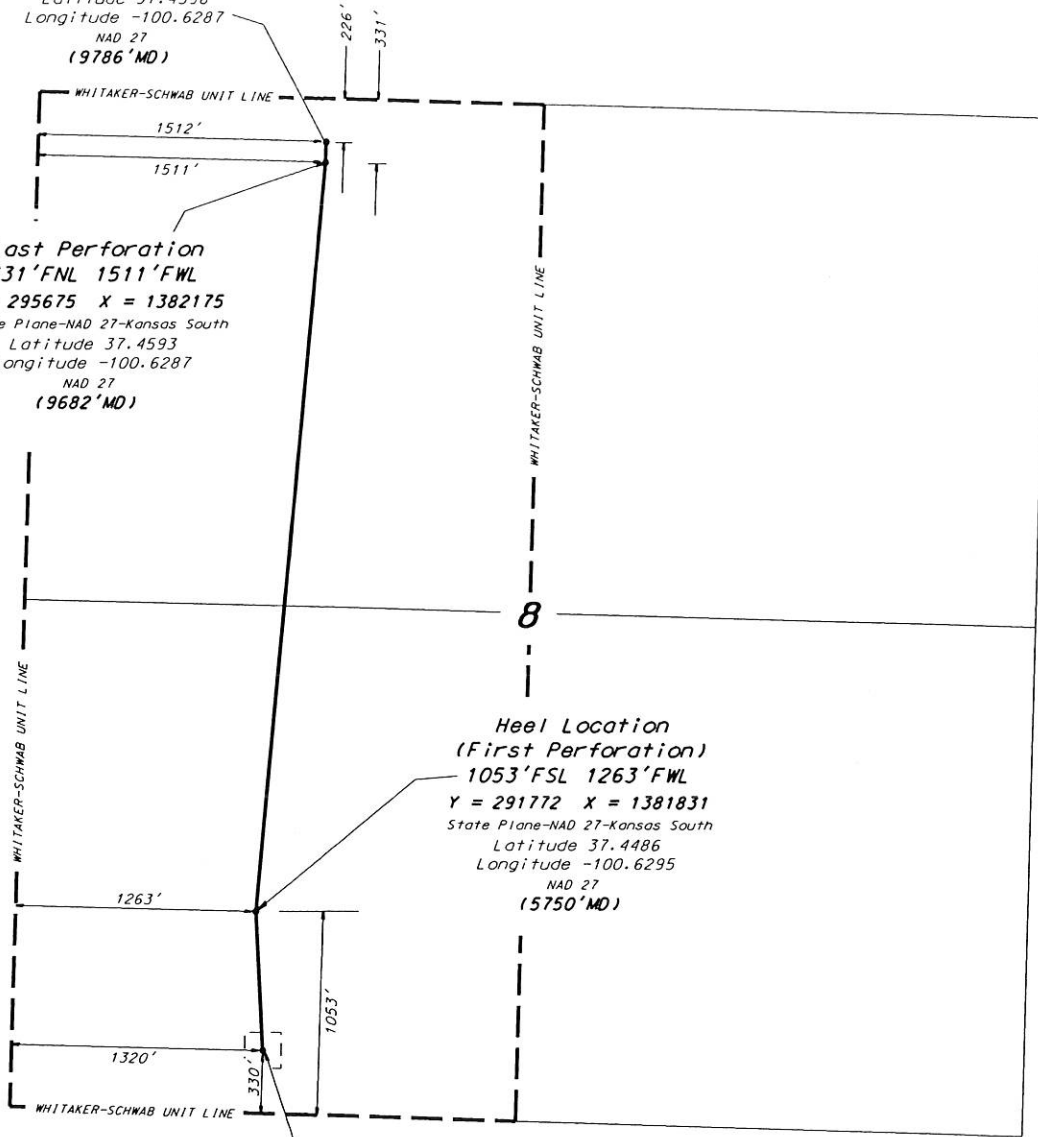 Longitude -100.6287
NAD 27
(9786'MD)
226'
331'
WHITAKER-SCHWAB UNIT LINE
1512'
1511'
ast Perforation
31'FNL 1511'FWL
295675 X = 1382175
e Plane-NAD 27-Kansas South
Latitude 37.4593
ongitude -100.6287
NAD 27
(9682'MD)
WHITAKER-SCHWAB UNIT LINE
8
WHITAKER-SCHWAB UNIT LINE
Heel Location
(First Perforation)
1053'FSL 1263'FWL
Y = 291772 X = 1381831
State Plane-NAD 27-Kansas South
Latitude 37.4486
Longitude -100.6295
NAD 27
(5750'MD)
1263'
1053'
1320'
330'
WHITAKER-SCHWAB UNIT LINE